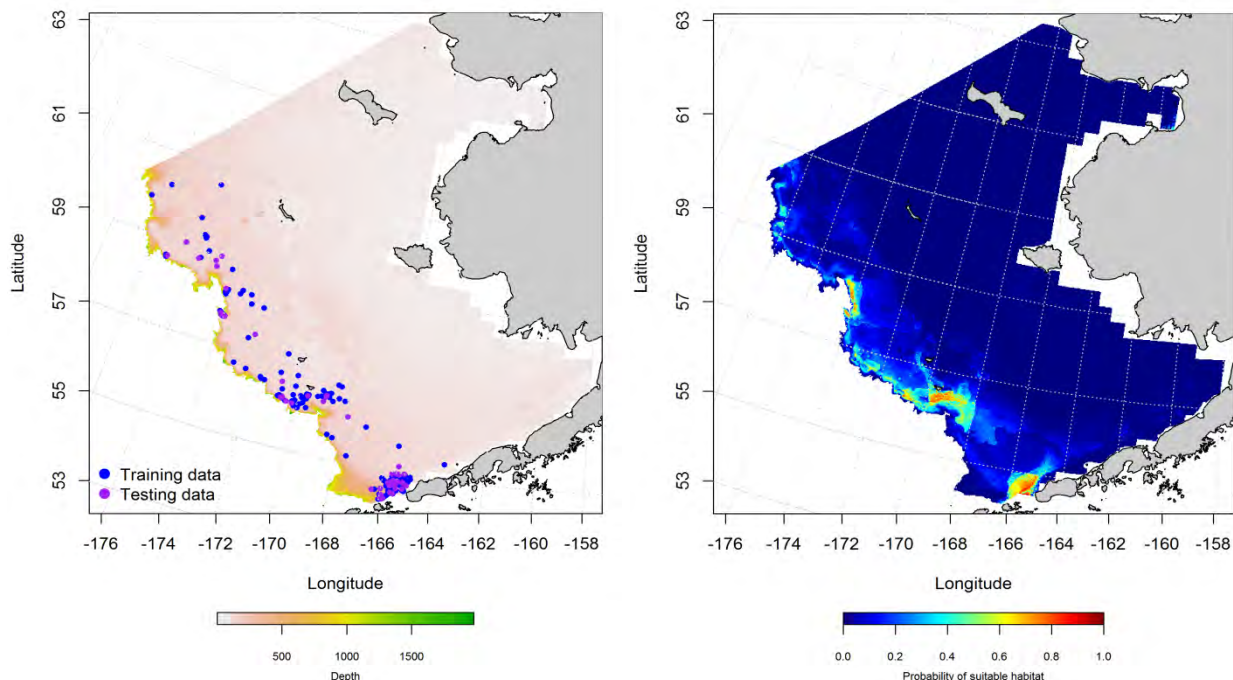 63
61
59
57
55
53
Latitude
Training data
Testing data
-176 -174 -172 -170 -168 -166 -164 -162 -160 -158
Longitude
500 1000 1500
Depth
63
61
59
57
55
53
Latitude
-176 -174 -172 -170 -168 -166 -164 -162 -160 -158
Longitude
0.0 0.2 0.4 0.6 0.8 1.0
Probability of suitable habitat